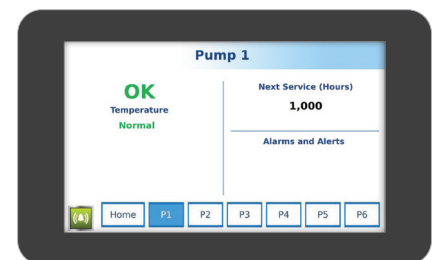 Pump 1
OK
Temperature
Normal
Next Service (Hours)
1,000
Alarms and Alerts
Home P1 P2 P3 P4 P5 P6